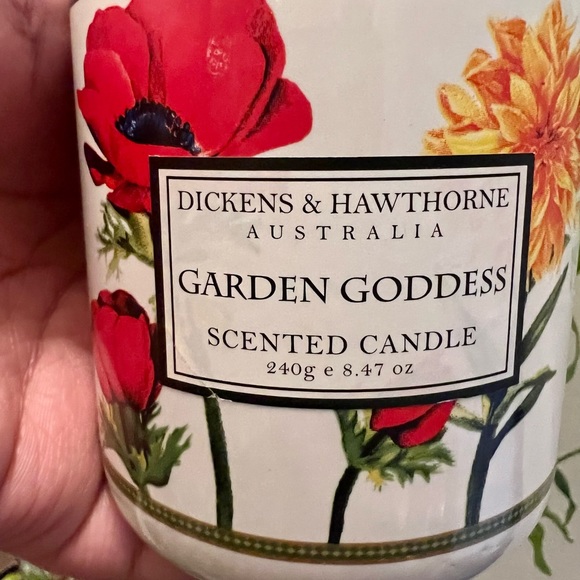 DICKENS & HAWTHORNE
AUSTRALIA
GARDEN GODDESS
SCENTED CANDLE
240g e 8.47 oz